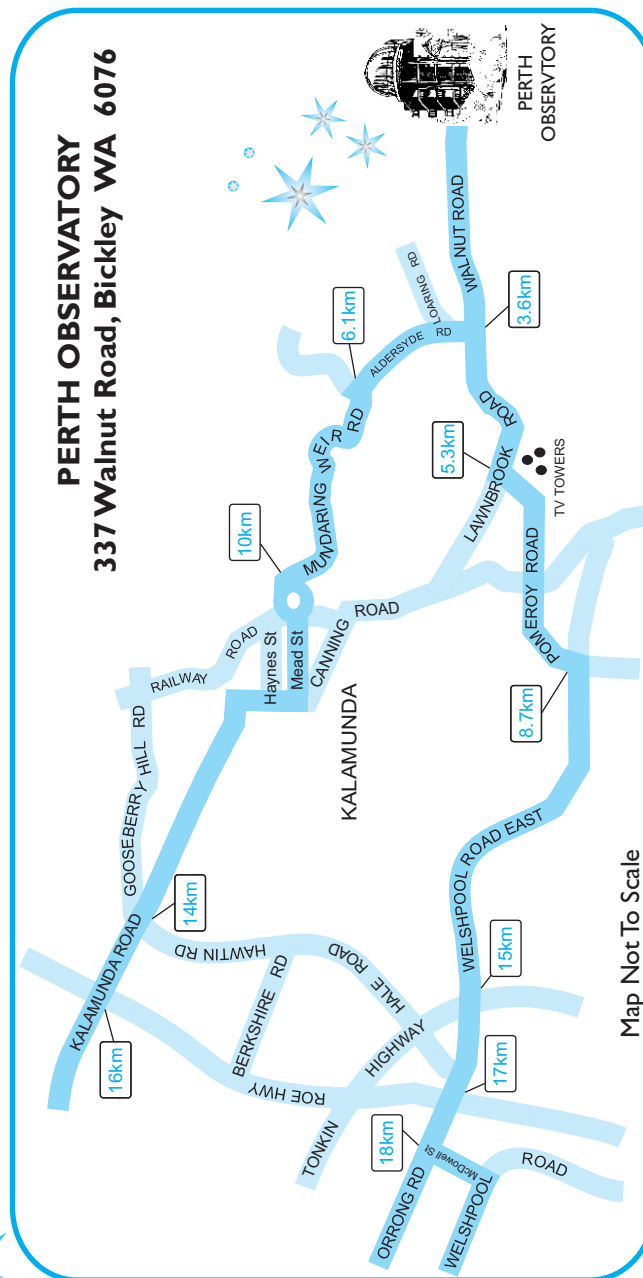 PERTH OBSERVATORY
337 Walnut Road, Bickley WA 6076
PERTH
OBSERVTORY
WALNUT ROAD
LOARING RD
ALDERSYDE RD
3.6km
6.1km
MUNDARING WEIR RD
10km
LAWNBROOK ROAD
5.3km
TV TOWERS
POMEROY ROAD
8.7km
CANNING ROAD
Haynes St
Mead St
RAILWAY ROAD
KALAMUNDA
GOOSEBERRY HILL RD
KALAMUNDA ROAD
14km
16km
HAWTIN RD
BERKSHIRE RD
HALE ROAD
ROE HWY
TONKIN HIGHWAY
WELSHPOOL ROAD EAST
15km
17km
18km
ORRONG RD
McDowell St
WELSHPOOL ROAD
Map Not To Scale